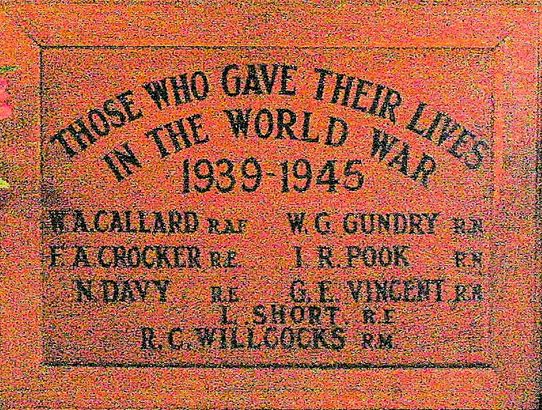 THOSE WHO GAVE THEIR LIVES
IN THE WORLD WAR
1939-1945
W.A.CALLARD R.A.F W.G. GUNDRY R.N
F.A.CROCKER R.E I.R.POOK R.N
N.DAVY R.E G.E. VINCENT R.N
L. SHORT R.E
R.C.WILLCOCKS R.M.